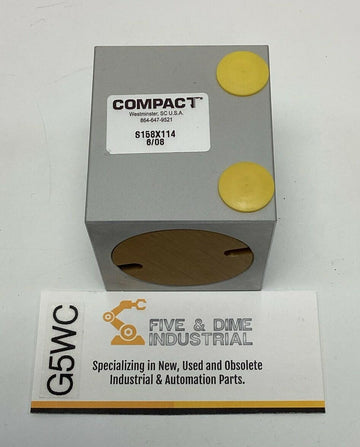 COMPACT
Westminster, SC U.S.A.
864-647-9521
S158X114
6/08
G5WC
FIVE & DIME
INDUSTRIAL
Specializing in New, Used and Obsolete
Industrial & Automation Parts.